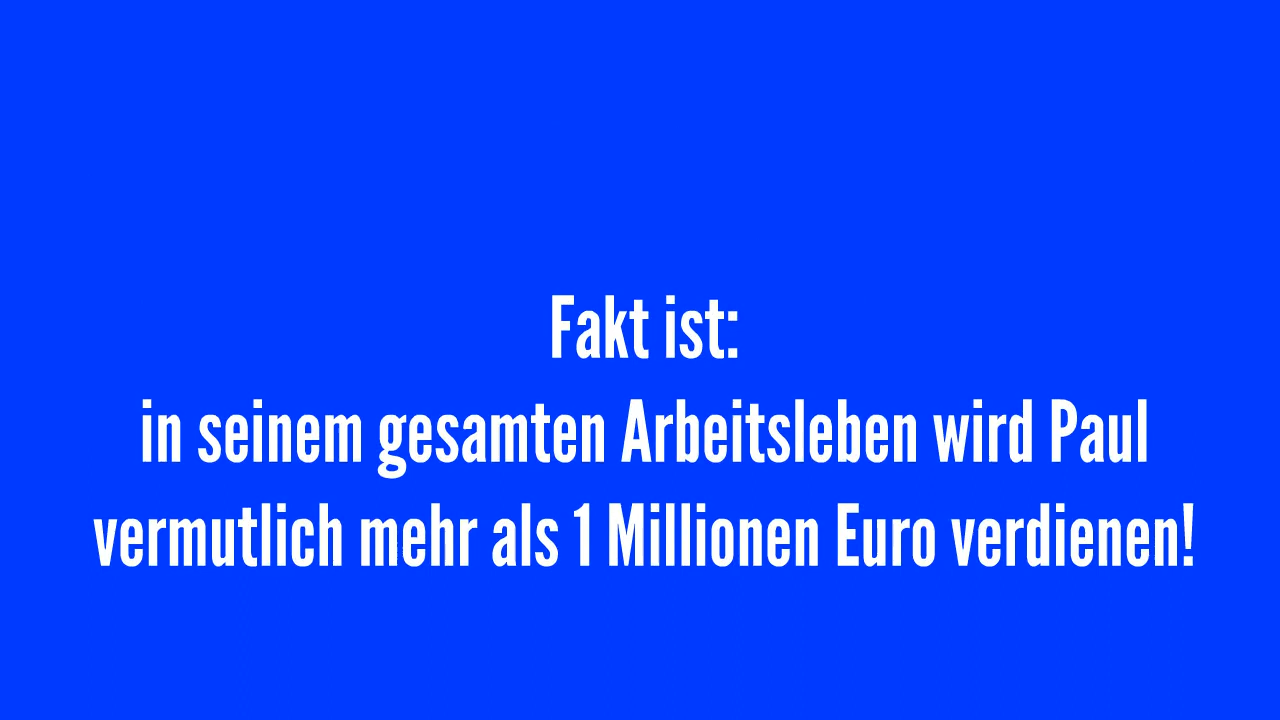 Fakt ist:
in seinem gesamten Arbeitsleben wird Paul
vermutlich mehr als 1 Millionen Euro verdienen!